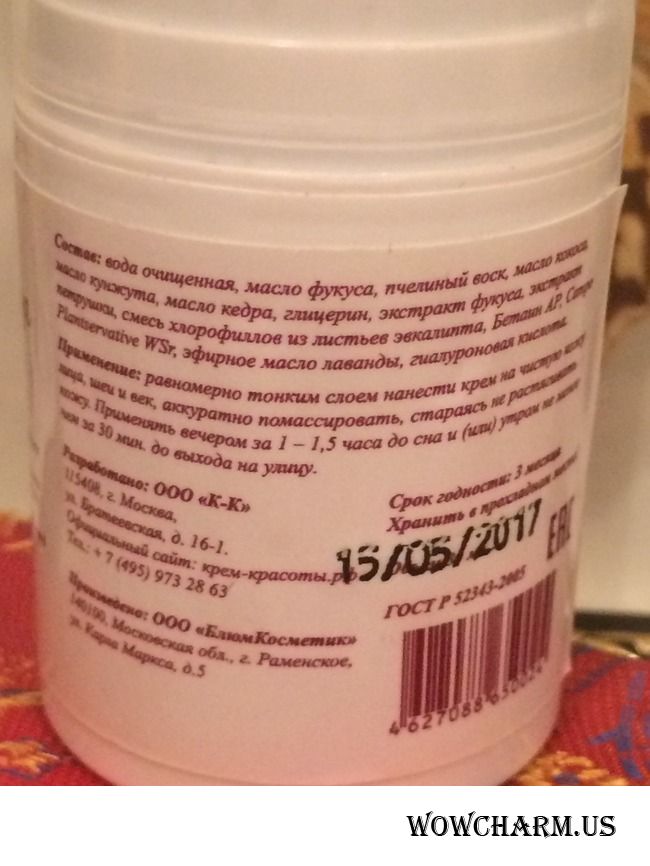 Состав: вода очищенная, масло фукуса, пчелиный воск, масло кокоса,
масло кунжута, масло кедра, глицерин, экстракт фукуса, экстракт
петрушки, смесь хлорофиллов из листьев эвкалипта, Бетаин АР, Campo
Plantservative WSr, эфирное масло лаванды, гиалуроновая кислота.
Применение: равномерно тонким слоем нанести крем на чистую кожу
лица, шеи и век, аккуратно помассировать, стараясь не растягивать
кожу. Применять вечером за 1 – 1,5 часа до сна и (или) утром не менее
чем за 30 мин. до выхода на улицу.
Разработано: ООО «К-К»
115408, г. Москва,
ул. Братеевская, д. 16-1.
Официальный сайт: крем-красоты.рф
Тел.: + 7 (495) 973 28 63
Произведено: ООО «БлюмКосметик»
140100, Московская обл., г. Раменское,
ул. Карла Маркса, д.5
Срок годности: 3 месяца
Хранить в прохладном месте
15/05/2017
EAC
ГОСТ Р 52343-2005
4 627088
WOWCHARM.US